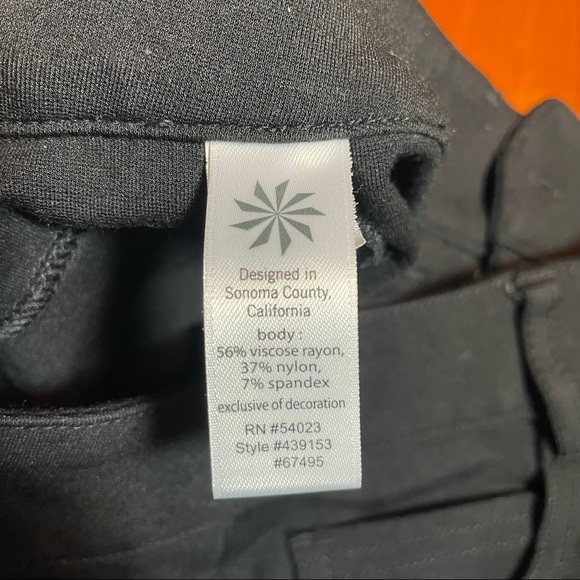 Designed in
Sonoma County,
California
body :
56% viscose rayon,
37% nylon,
7% spandex
exclusive of decoration
RN #54023
Style #439153
#67495